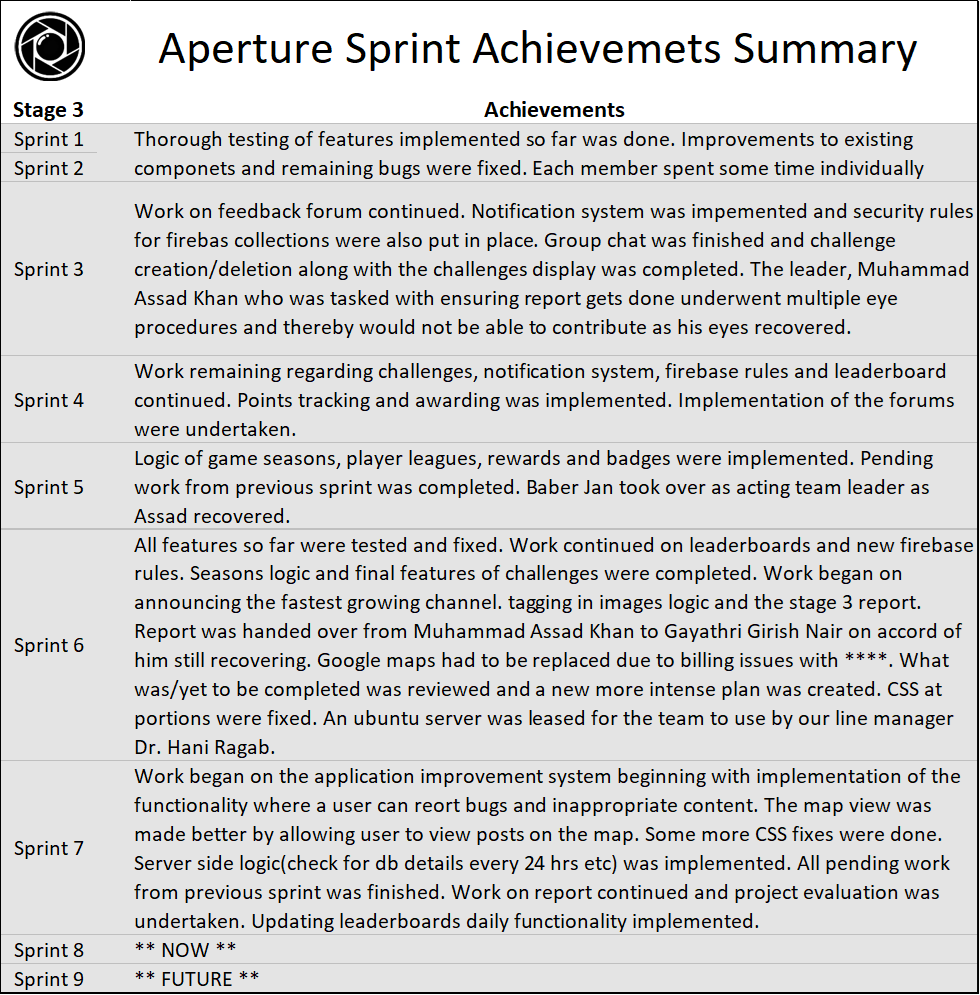 Aperture Sprint Achievemets Summary
Stage 3
Achievements
Sprint 1
Sprint 2
Thorough testing of features implemented so far was done. Improvements to existing
componets and remaining bugs were fixed. Each member spent some time individually
Sprint 3
Work on feedback forum continued. Notification system was impemented and security rules
for firebas collections were also put in place. Group chat was finished and challenge
creation/deletion along with the challenges display was completed. The leader, Muhammad
Assad Khan who was tasked with ensuring report gets done underwent multiple eye
procedures and thereby would not be able to contribute as his eyes recovered.
Sprint 4
Work remaining regarding challenges, notification system, firebase rules and leaderboard
continued. Points tracking and awarding was implemented. Implementation of the forums
were undertaken.
Sprint 5
Logic of game seasons, player leagues, rewards and badges were implemented. Pending
work from previous sprint was completed. Baber Jan took over as acting team leader as
Assad recovered.
Sprint 6
All features so far were tested and fixed. Work continued on leaderboards and new firebase
rules. Seasons logic and final features of challenges were completed. Work began on
announcing the fastest growing channel. tagging in images logic and the stage 3 report.
Report was handed over from Muhammad Assad Khan to Gayathri Girish Nair on accord of
him still recovering. Google maps had to be replaced due to billing issues with ****. What
was/yet to be completed was reviewed and a new more intense plan was created. CSS at
portions were fixed. An ubuntu server was leased for the team to use by our line manager
Dr. Hani Ragab.
Sprint 7
Work began on the application improvement system beginning with implementation of the
functionality where a user can reort bugs and inappropriate content. The map view was
made better by allowing user to view posts on the map. Some more CSS fixes were done.
Server side logic(check for db details every 24 hrs etc) was implemented. All pending work
from previous sprint was finished. Work on report continued and project evaluation was
undertaken. Updating leaderboards daily functionality implemented.
Sprint 8
** NOW **
Sprint 9
** FUTURE **